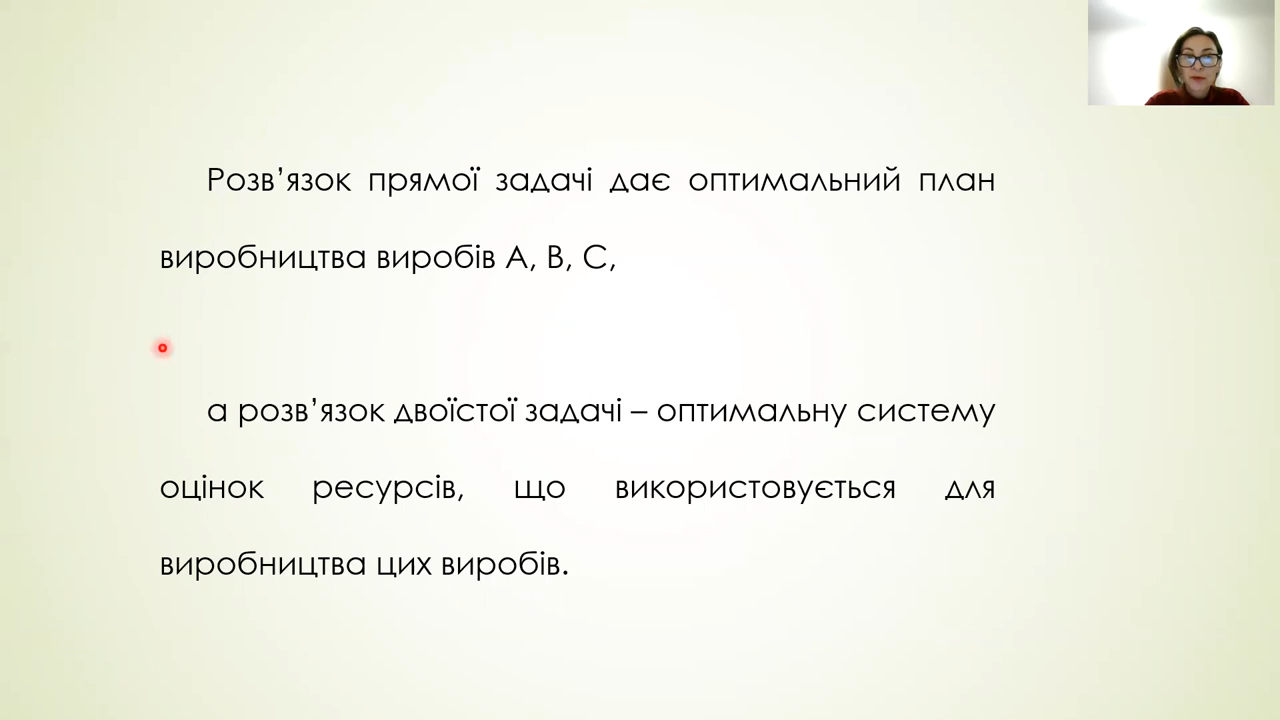 Розв’язок прямої задачі дає оптимальний план
виробництва виробів А, В, С,
а розв’язок двоїстої задачі – оптимальну систему
оцінок ресурсів, що використовується для
виробництва цих виробів.